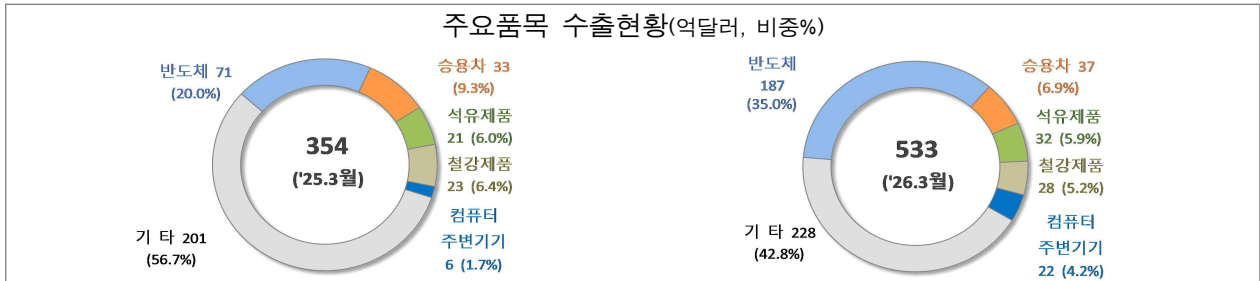 주요품목 수출현황(억달러, 비중%)
반도체 71
(20.0%)
승용차 33
(9.3%)
석유제품
21 (6.0%)
철강제품
23 (6.4%)
컴퓨터
주변기기
6 (1.7%)
기 타 201
(56.7%)
354
('25.3월)
반도체
187
(35.0%)
승용차 37
(6.9%)
석유제품
32 (5.9%)
철강제품
28 (5.2%)
컴퓨터
주변기기
22 (4.2%)
기 타 228
(42.8%)
533
('26.3월)